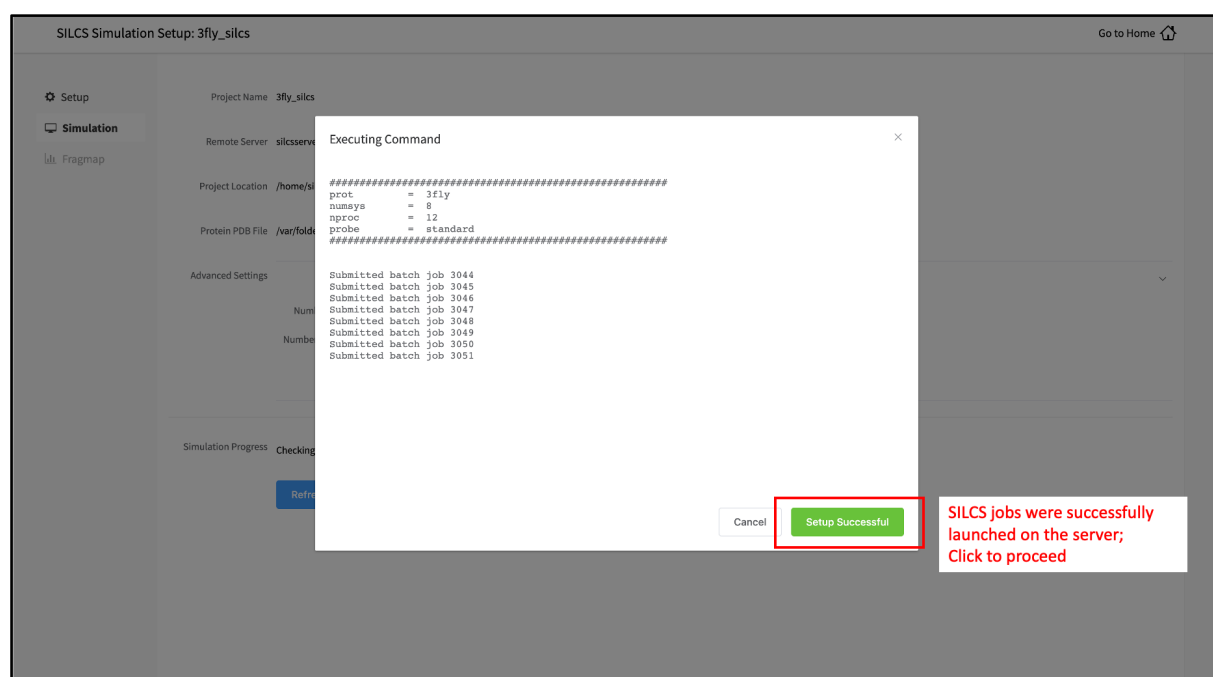 SILCS Simulation Setup: 3fly_silcs
Go to Home
Setup
Simulation
Fragmap
Project Name 3fly_silcs
Remote Server silcsserve
Project Location /home/si
Protein PDB File /var/folde
Advanced Settings
Num
Numbe
Simulation Progress Checking
Refre
Executing Command
########################################################
prot = 3fly
numsys = 8
nproc = 12
probe = standard
########################################################
Submitted batch job 3044
Submitted batch job 3045
Submitted batch job 3046
Submitted batch job 3047
Submitted batch job 3048
Submitted batch job 3049
Submitted batch job 3050
Submitted batch job 3051
Cancel
Setup Successful
SILCS jobs were successfully
launched on the server;
Click to proceed